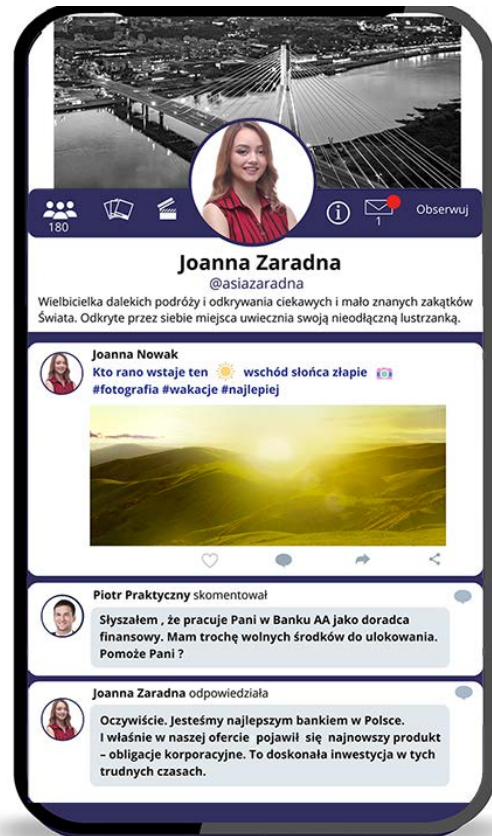 180
1
Obserwuj
Joanna Zaradna
@asiazaradna
Wielbicielka dalekich podróży i odkrywania ciekawych i mało znanych zakątków
Świata. Odkryte przez siebie miejsca uwiecznia swoją nieodłączną lustrzanką.
Joanna Nowak
Kto rano wstaje ten wschód słońca złapie
#fotografia #wakacje #najlepiej
Piotr Praktyczny skomentował
Słyszałem , że pracuje Pani w Banku AA jako doradca
finansowy. Mam trochę wolnych środków do ulokowania.
Pomoże Pani ?
Joanna Zaradna odpowiedziała
Oczywiście. Jesteśmy najlepszym bankiem w Polsce.
I właśnie w naszej ofercie pojawił się najnowszy produkt
– obligacje korporacyjne. To doskonała inwestycja w tych
trudnych czasach.